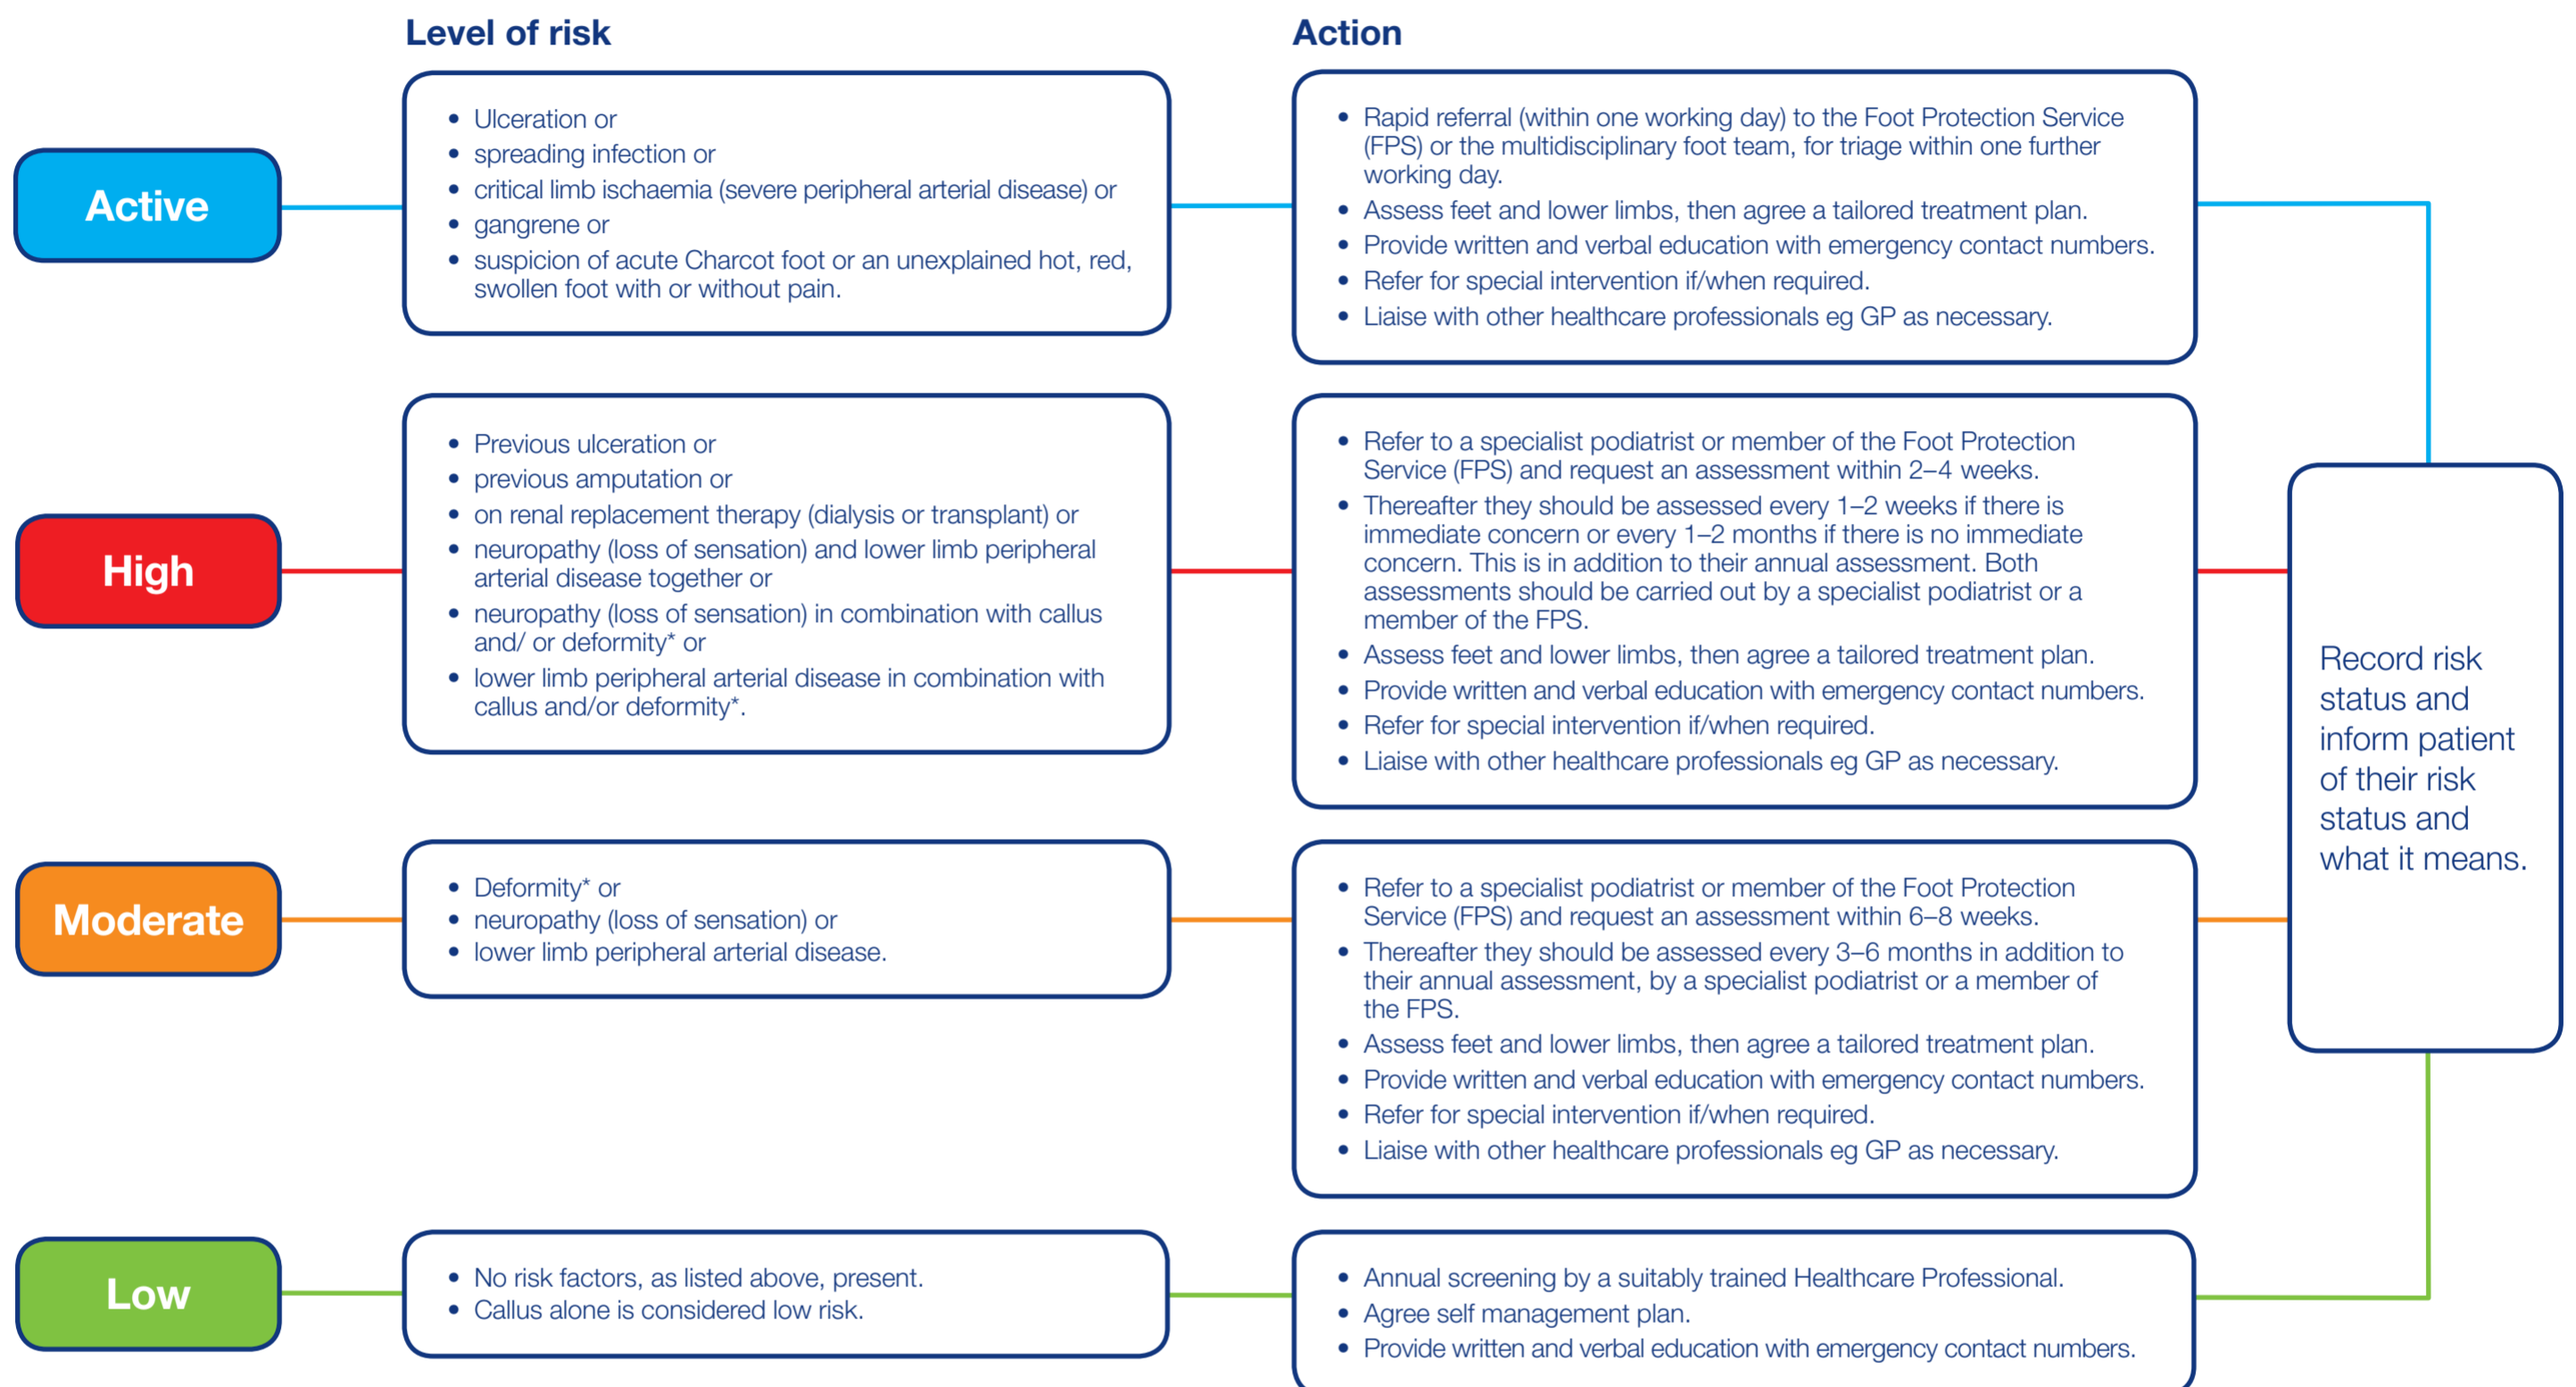 Level of risk
Action
Active
• Ulceration or
• spreading infection or
• critical limb ischaemia (severe peripheral arterial disease) or
• gangrene or
• suspicion of acute Charcot foot or an unexplained hot, red,
swollen foot with or without pain.
• Rapid referral (within one working day) to the Foot Protection Service
(FPS) or the multidisciplinary foot team, for triage within one further
working day.
• Assess feet and lower limbs, then agree a tailored treatment plan.
• Provide written and verbal education with emergency contact numbers.
• Refer for special intervention if/when required.
• Liaise with other healthcare professionals eg GP as necessary.
High
• Previous ulceration or
• previous amputation or
• on renal replacement therapy (dialysis or transplant) or
• neuropathy (loss of sensation) and lower limb peripheral
arterial disease together or
• neuropathy (loss of sensation) in combination with callus
and/ or deformity* or
• lower limb peripheral arterial disease in combination with
callus and/or deformity*.
• Refer to a specialist podiatrist or member of the Foot Protection
Service (FPS) and request an assessment within 2–4 weeks.
• Thereafter they should be assessed every 1–2 weeks if there is
immediate concern or every 1–2 months if there is no immediate
concern. This is in addition to their annual assessment. Both
assessments should be carried out by a specialist podiatrist or a
member of the FPS.
• Assess feet and lower limbs, then agree a tailored treatment plan.
• Provide written and verbal education with emergency contact numbers.
• Refer for special intervention if/when required.
• Liaise with other healthcare professionals eg GP as necessary.
Moderate
• Deformity* or
• neuropathy (loss of sensation) or
• lower limb peripheral arterial disease.
• Refer to a specialist podiatrist or member of the Foot Protection
Service (FPS) and request an assessment within 6–8 weeks.
• Thereafter they should be assessed every 3–6 months in addition to
their annual assessment, by a specialist podiatrist or a member of
the FPS.
• Assess feet and lower limbs, then agree a tailored treatment plan.
• Provide written and verbal education with emergency contact numbers.
• Refer for special intervention if/when required.
• Liaise with other healthcare professionals eg GP as necessary.
Low
• No risk factors, as listed above, present.
• Callus alone is considered low risk.
• Annual screening by a suitably trained Healthcare Professional.
• Agree self management plan.
• Provide written and verbal education with emergency contact numbers.
Record risk
status and
inform patient
of their risk
status and
what it means.